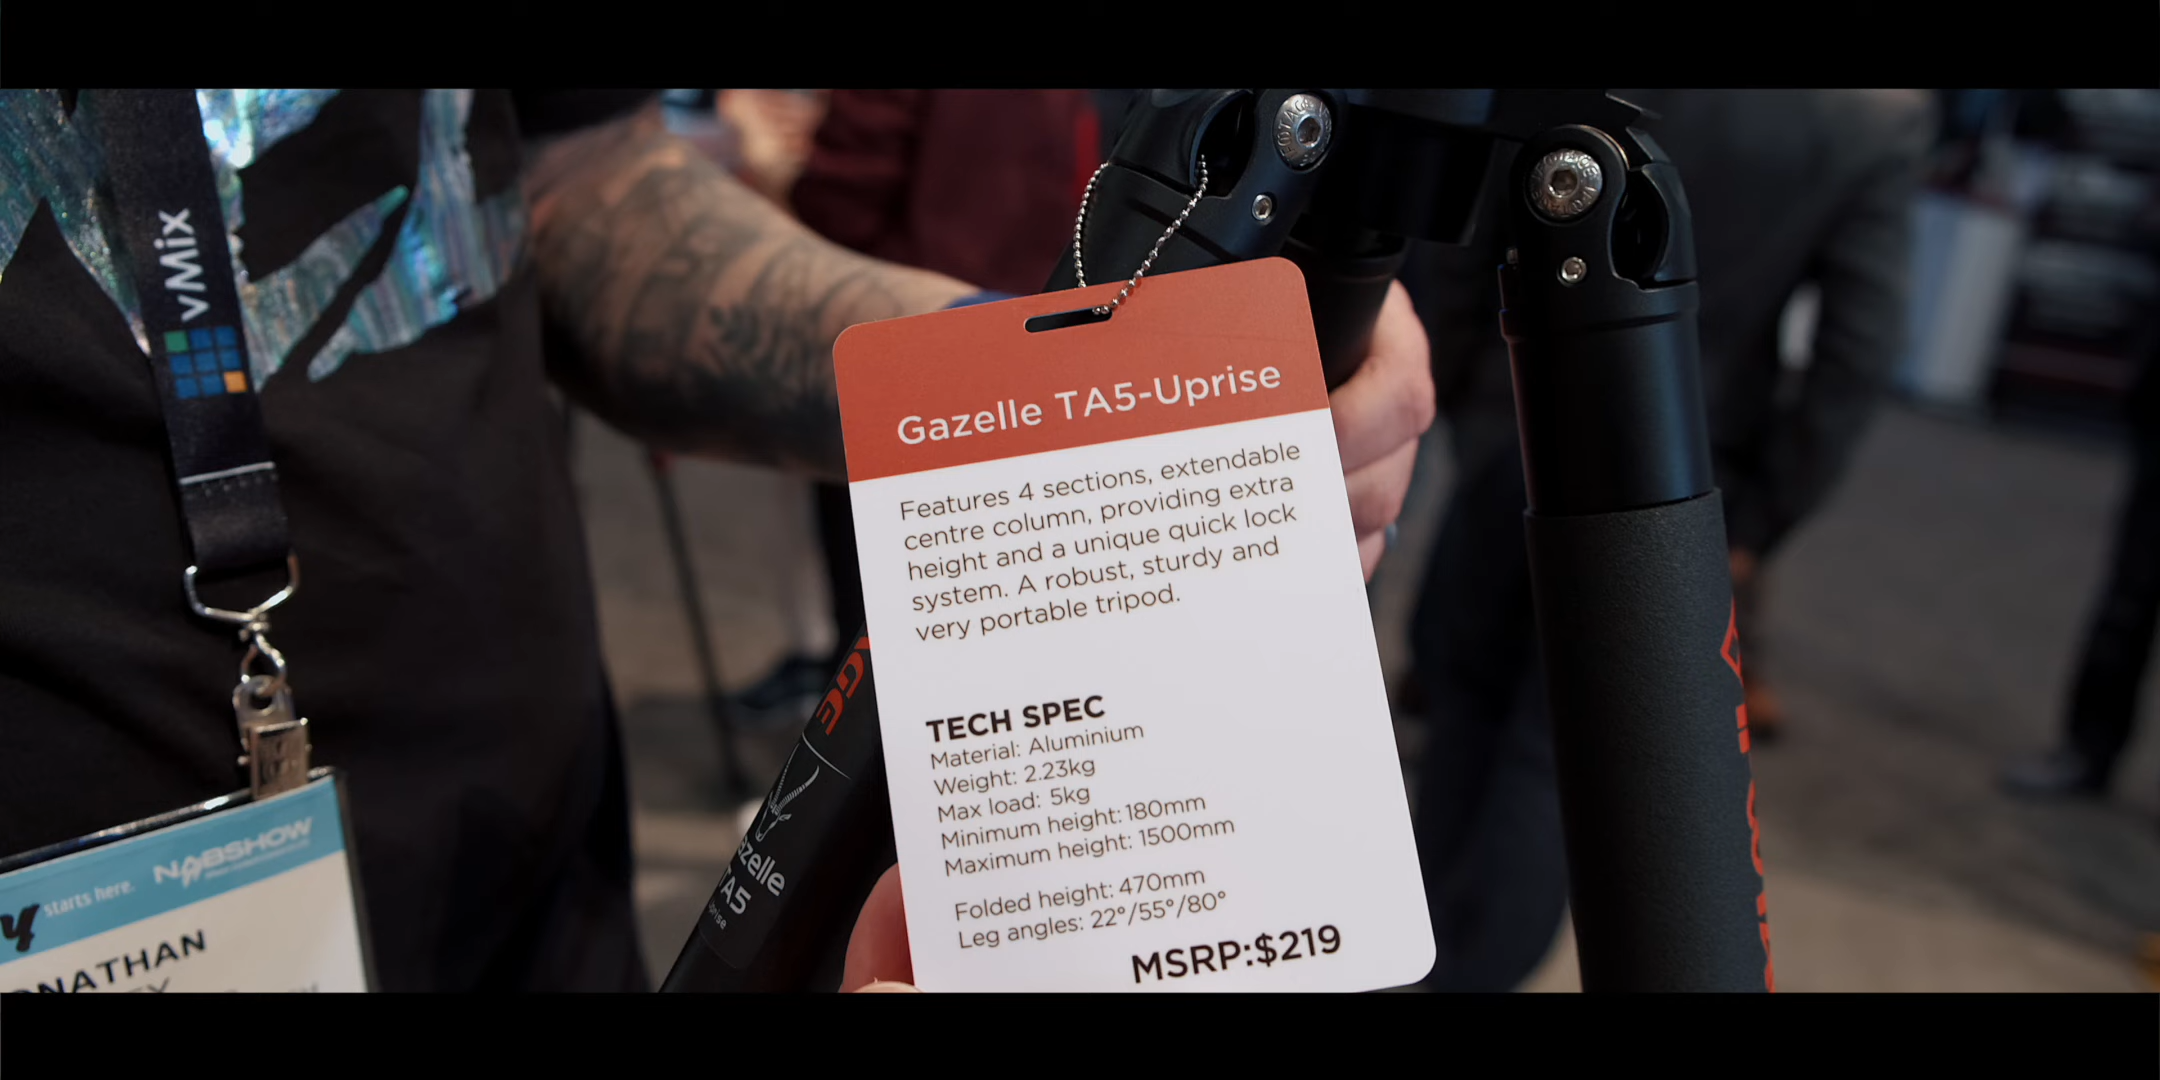 vMix
Gazelle TA5-Uprise
Features 4 sections, extendable
centre column, providing extra
height and a unique quick lock
system. A robust, sturdy and
very portable tripod.
TECH SPEC
Material: Aluminium
Weight: 2.23kg
Max load: 5kg
Minimum height: 180mm
Maximum height: 1500mm
Folded height: 470mm
Leg angles: 22°/55°/80°
MSRP:$219
TA5
NABSHOW
starts here.